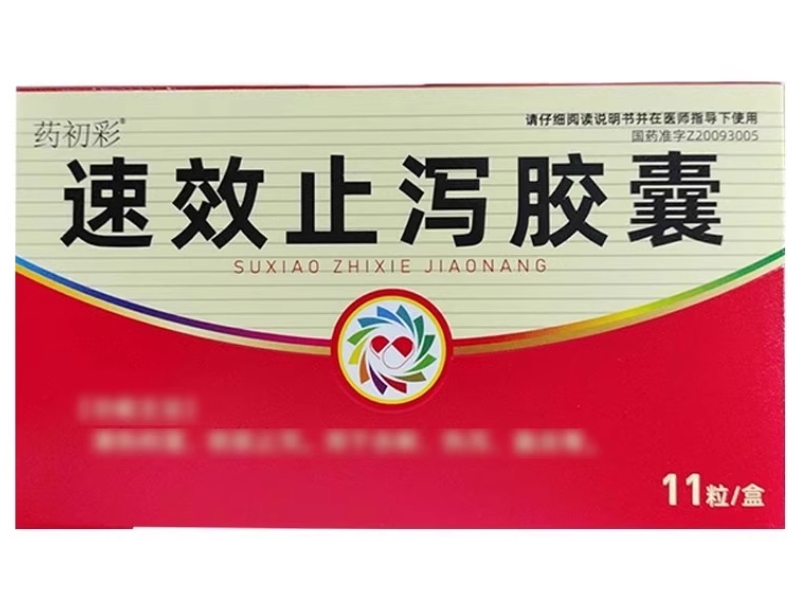 药初彩®
请仔细阅读说明书并在医师指导下使用
国药准字Z20093005
速效止泻胶囊
SUXIAO ZHIXIE JIAONANG
11粒/盒